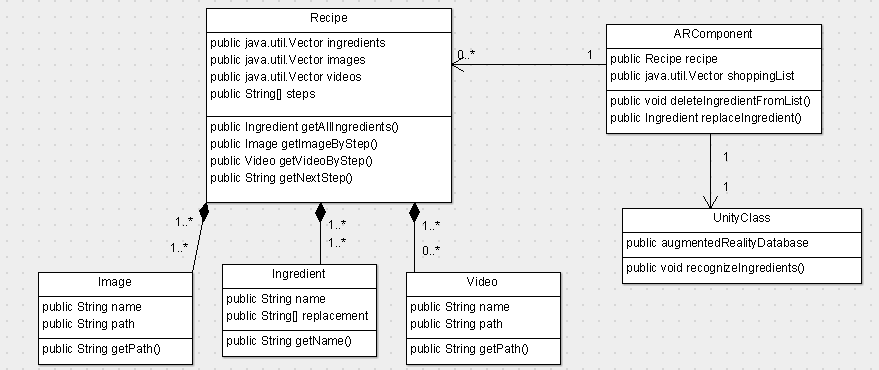 Recipe
public java.util.Vector ingredients
public java.util.Vector images
public java.util.Vector videos
public String[] steps
public Ingredient getAllIngredients()
public Image getImageByStep()
public Video getVideoByStep()
public String getNextStep()
0..*
1
ARComponent
public Recipe recipe
public java.util.Vector shoppingList
public void deleteIngredientFromList()
public Ingredient replaceIngredient()
1
1
UnityClass
public augmentedRealityDatabase
public void recognizeIngredients()
1..*
1..*
1..*
1..*
1..*
0..*
Image
public String name
public String path
public String getPath()
Ingredient
public String name
public String[] replacement
public String getName()
Video
public String name
public String path
public String getPath()